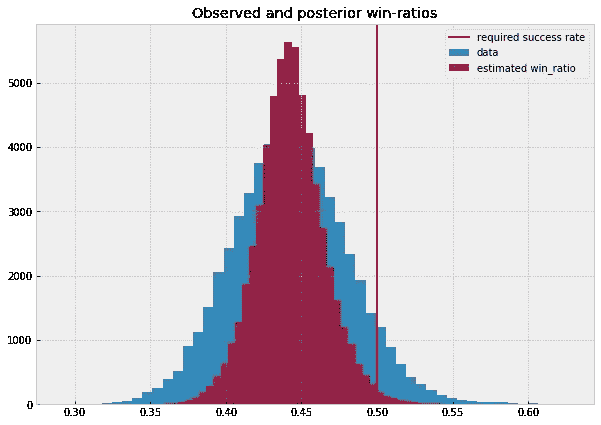 Observed and posterior win-ratios
required success rate
data
estimated win_ratio
5000
4000
3000
2000
1000
0
0.30 0.35 0.40 0.45 0.50 0.55 0.60